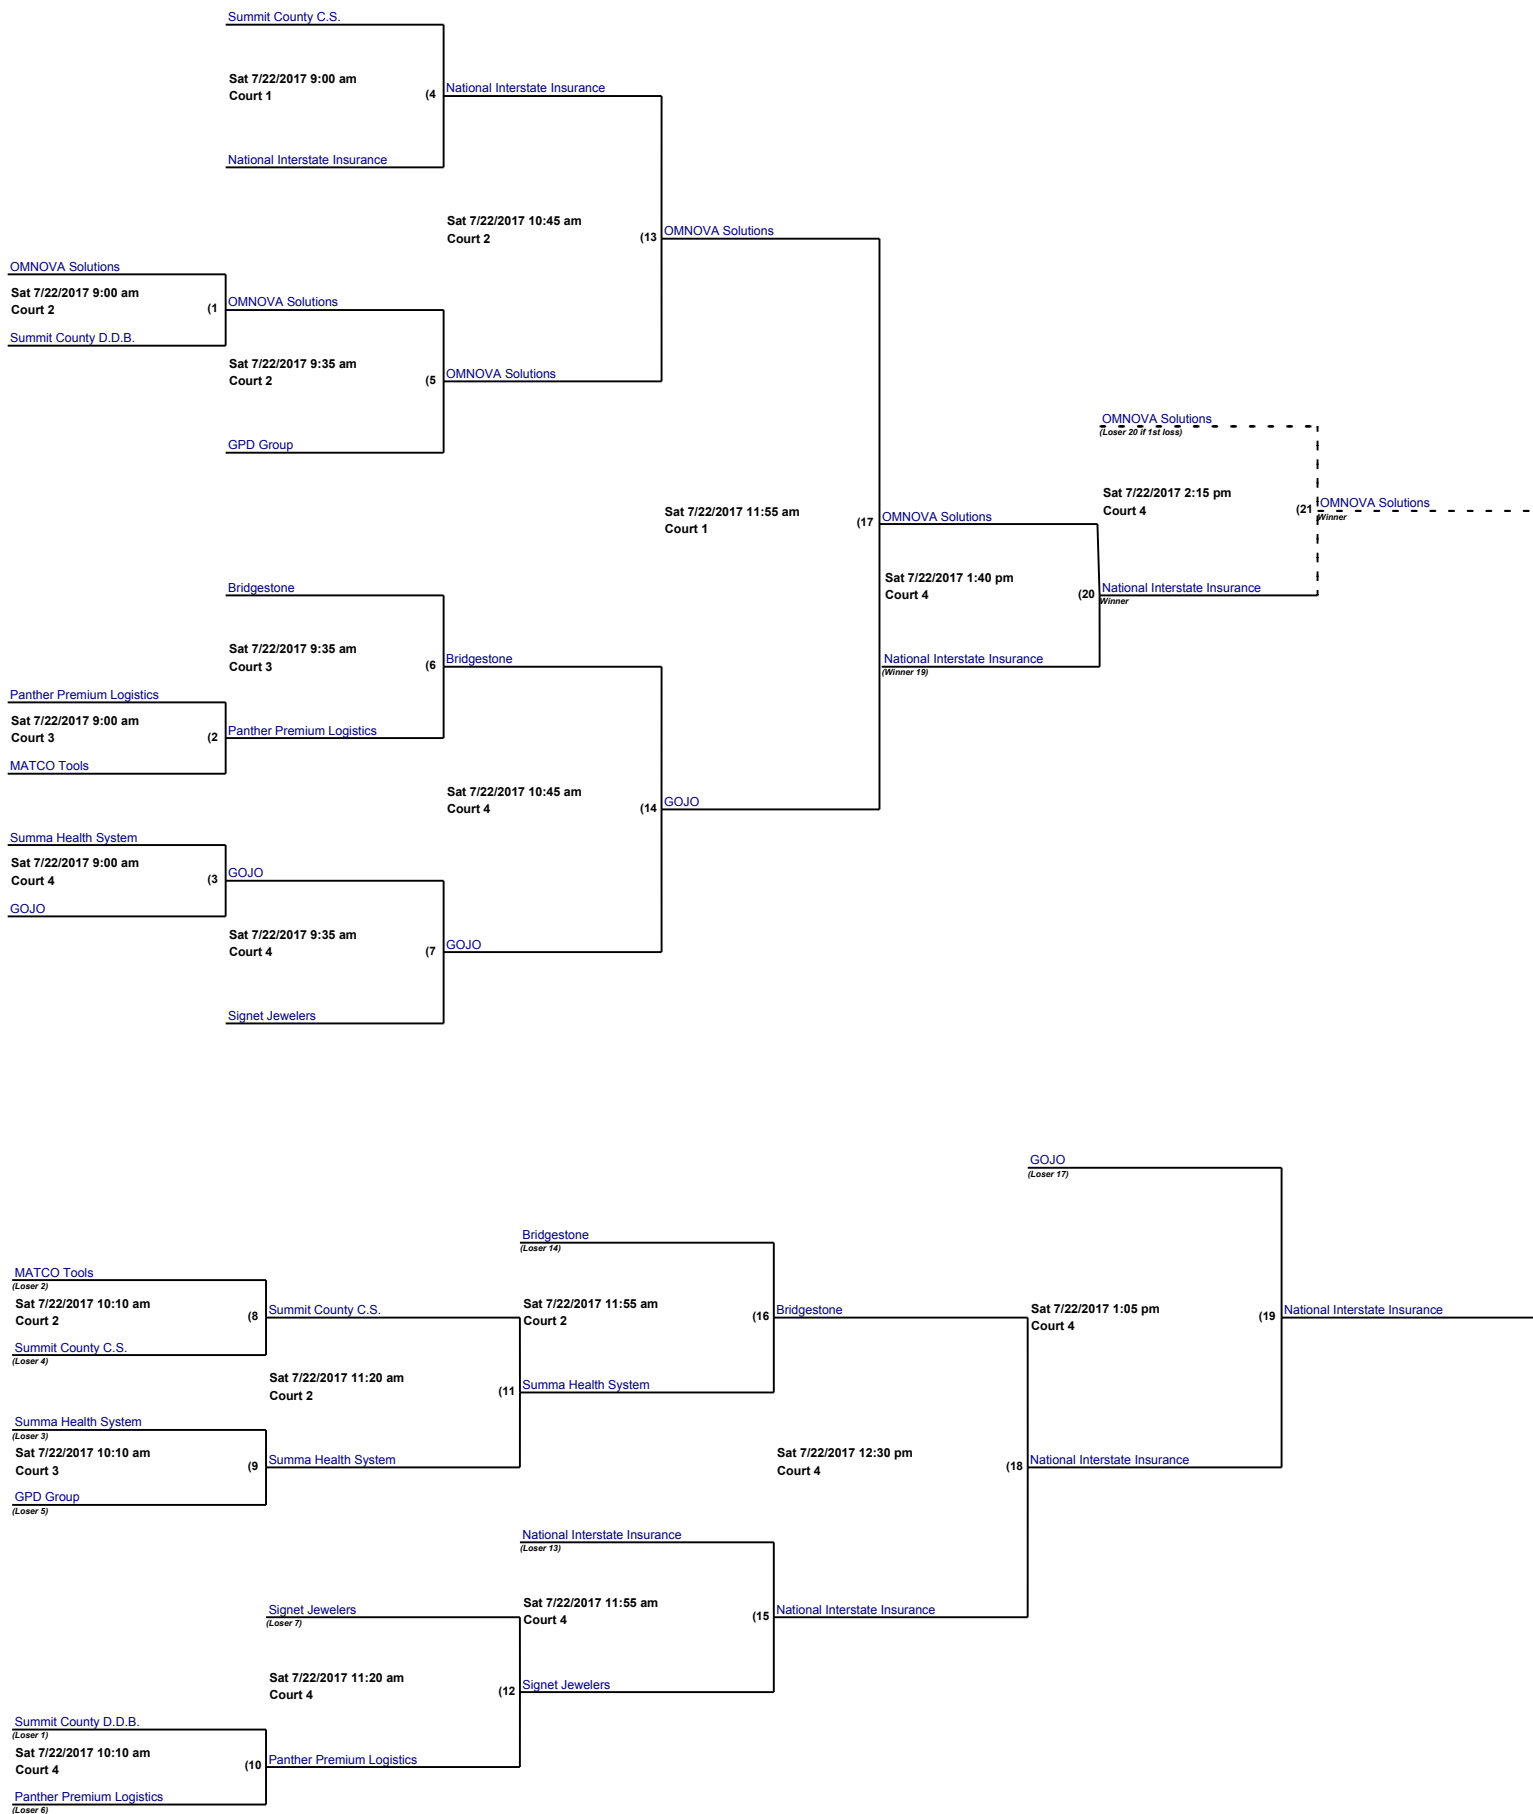 Summit County C.S.
Sat 7/22/2017 9:00 am
Court 1
(4
National Interstate Insurance
National Interstate Insurance
Sat 7/22/2017 10:45 am
Court 2
(13
OMNOVA Solutions
OMNOVA Solutions
Sat 7/22/2017 9:00 am
Court 2
(1
OMNOVA Solutions
Summit County D.D.B.
Sat 7/22/2017 9:35 am
Court 2
(5
OMNOVA Solutions
GPD Group
OMNOVA Solutions
(Loser 20 if 1st loss)
Sat 7/22/2017 2:15 pm
Court 4
(21
OMNOVA Solutions
Winner
Sat 7/22/2017 11:55 am
Court 1
(17
OMNOVA Solutions
Sat 7/22/2017 1:40 pm
Court 4
(20
National Interstate Insurance
Winner
National Interstate Insurance
(Winner 19)
Bridgestone
Sat 7/22/2017 9:35 am
Court 3
(6
Bridgestone
Panther Premium Logistics
Sat 7/22/2017 9:00 am
Court 3
(2
Panther Premium Logistics
MATCO Tools
Sat 7/22/2017 10:45 am
Court 4
(14
GOJO
Summa Health System
Sat 7/22/2017 9:00 am
Court 4
(3
GOJO
GOJO
Sat 7/22/2017 9:35 am
Court 4
(7
GOJO
Signet Jewelers
GOJO
(Loser 17)
Bridgestone
(Loser 14)
MATCO Tools
(Loser 2)
Sat 7/22/2017 10:10 am
Court 2
(8
Summit County C.S.
Summit County C.S.
(Loser 4)
Sat 7/22/2017 11:55 am
Court 2
(16
Bridgestone
Sat 7/22/2017 1:05 pm
Court 4
(19
National Interstate Insurance
Sat 7/22/2017 11:20 am
Court 2
(11
Summa Health System
Summa Health System
(Loser 3)
Sat 7/22/2017 10:10 am
Court 3
(9
Summa Health System
GPD Group
(Loser 5)
Sat 7/22/2017 12:30 pm
Court 4
(18
National Interstate Insurance
National Interstate Insurance
(Loser 13)
Sat 7/22/2017 11:55 am
Court 4
(15
National Interstate Insurance
Signet Jewelers
(Loser 7)
Sat 7/22/2017 11:20 am
Court 4
(12
Signet Jewelers
Summit County D.D.B.
(Loser 1)
Sat 7/22/2017 10:10 am
Court 4
(10
Panther Premium Logistics
Panther Premium Logistics
(Loser 6)